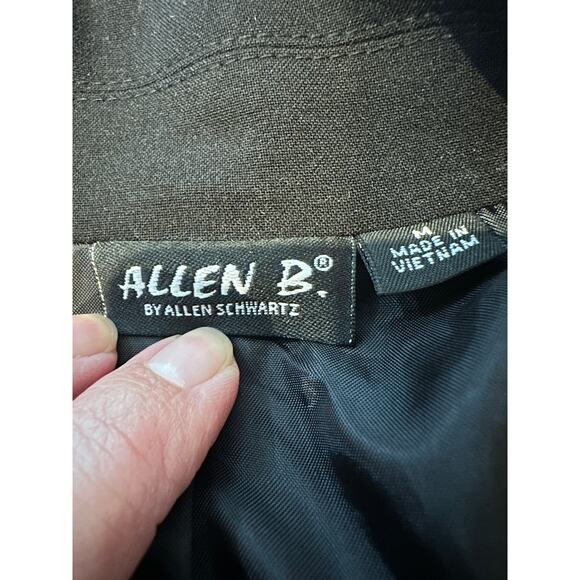 ALLEN B.®
BY ALLEN SCHWARTZ
M
MADE IN
VIETNAM